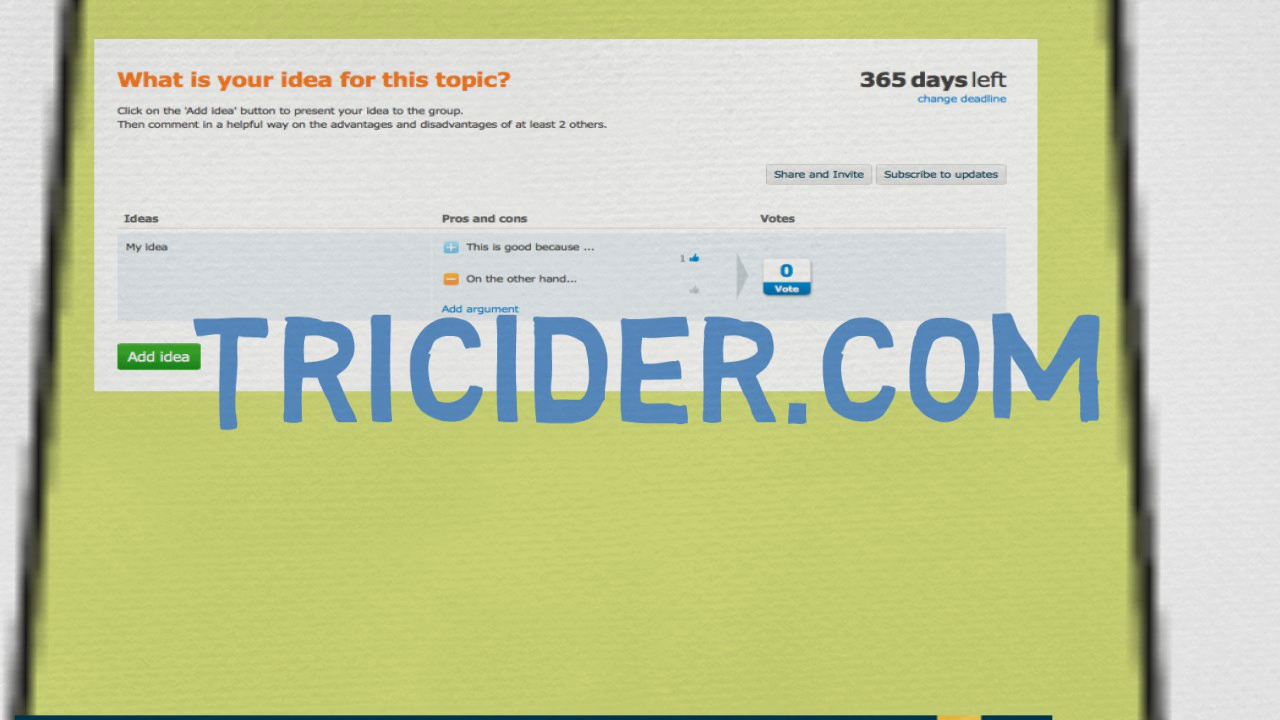 What is your idea for this topic?
365 days left
change deadline
Click on the 'Add idea' button to present your idea to the group.
Then comment in a helpful way on the advantages and disadvantages of at least 2 others.
Share and Invite
Subscribe to updates
Ideas
Pros and cons
Votes
My idea
This is good because ...
1
0
Vote
On the other hand...
Add argument
Add idea
TRICIDER.COM